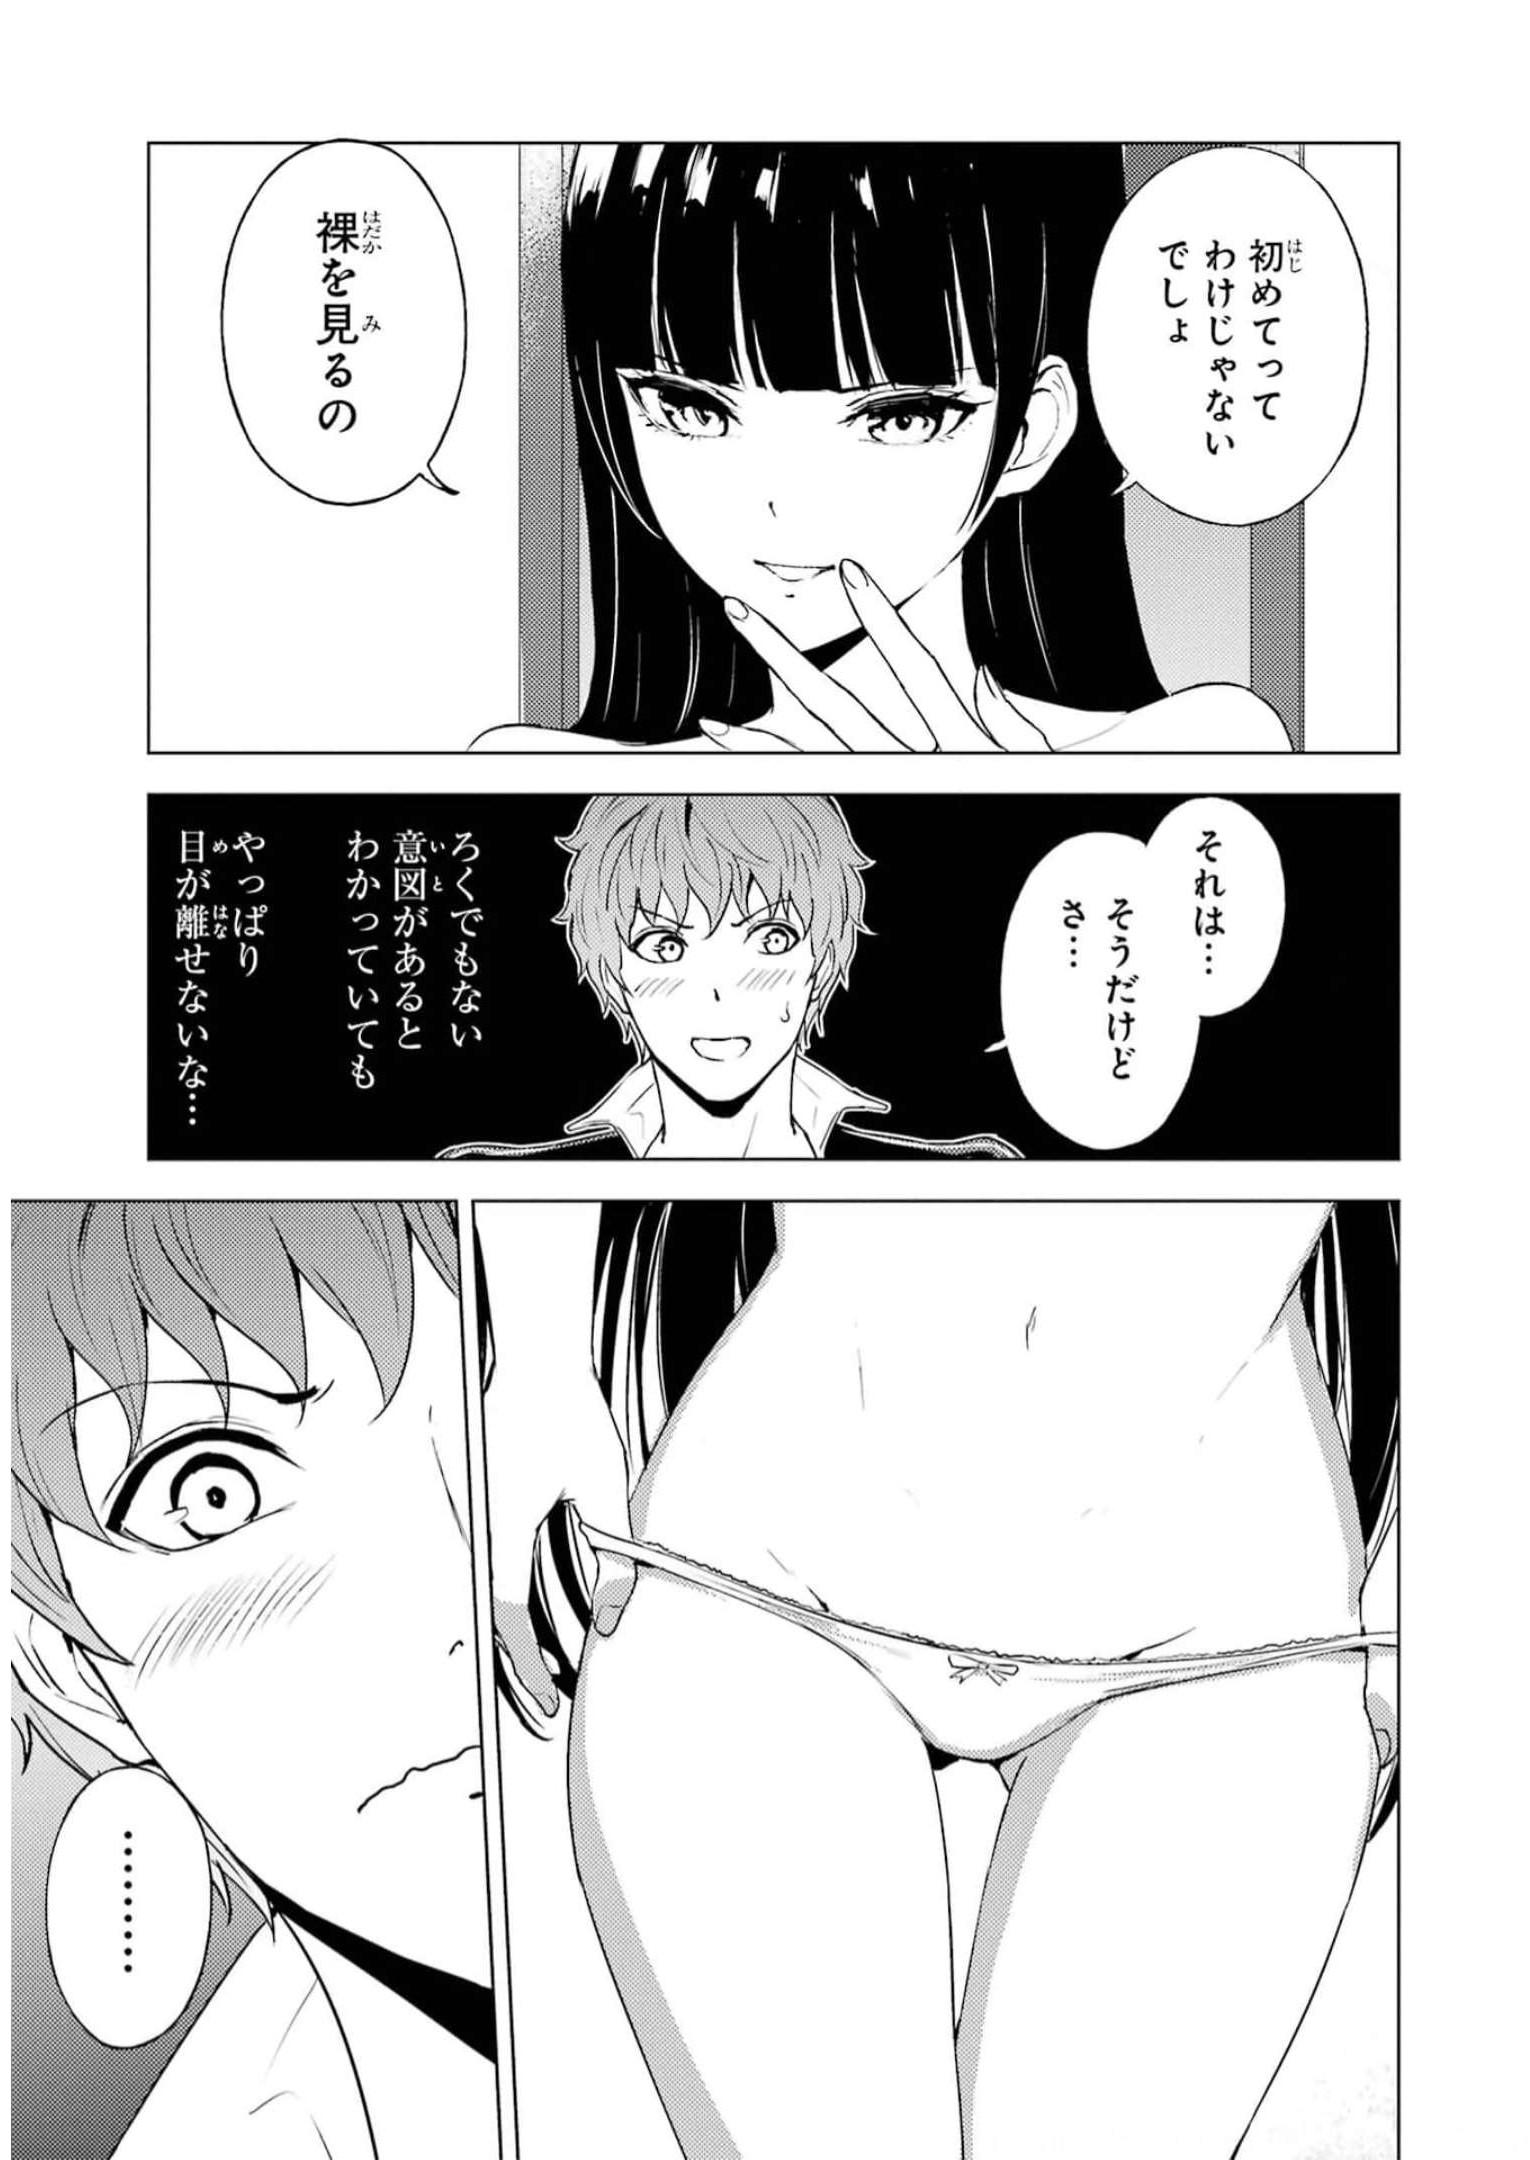 初めてって
わけじゃない
でしょ
裸を見るの
それは…
そうだけど
さ…
ろくでもない
意図があると
わかっていても
やっぱり
目が離せないな…
………